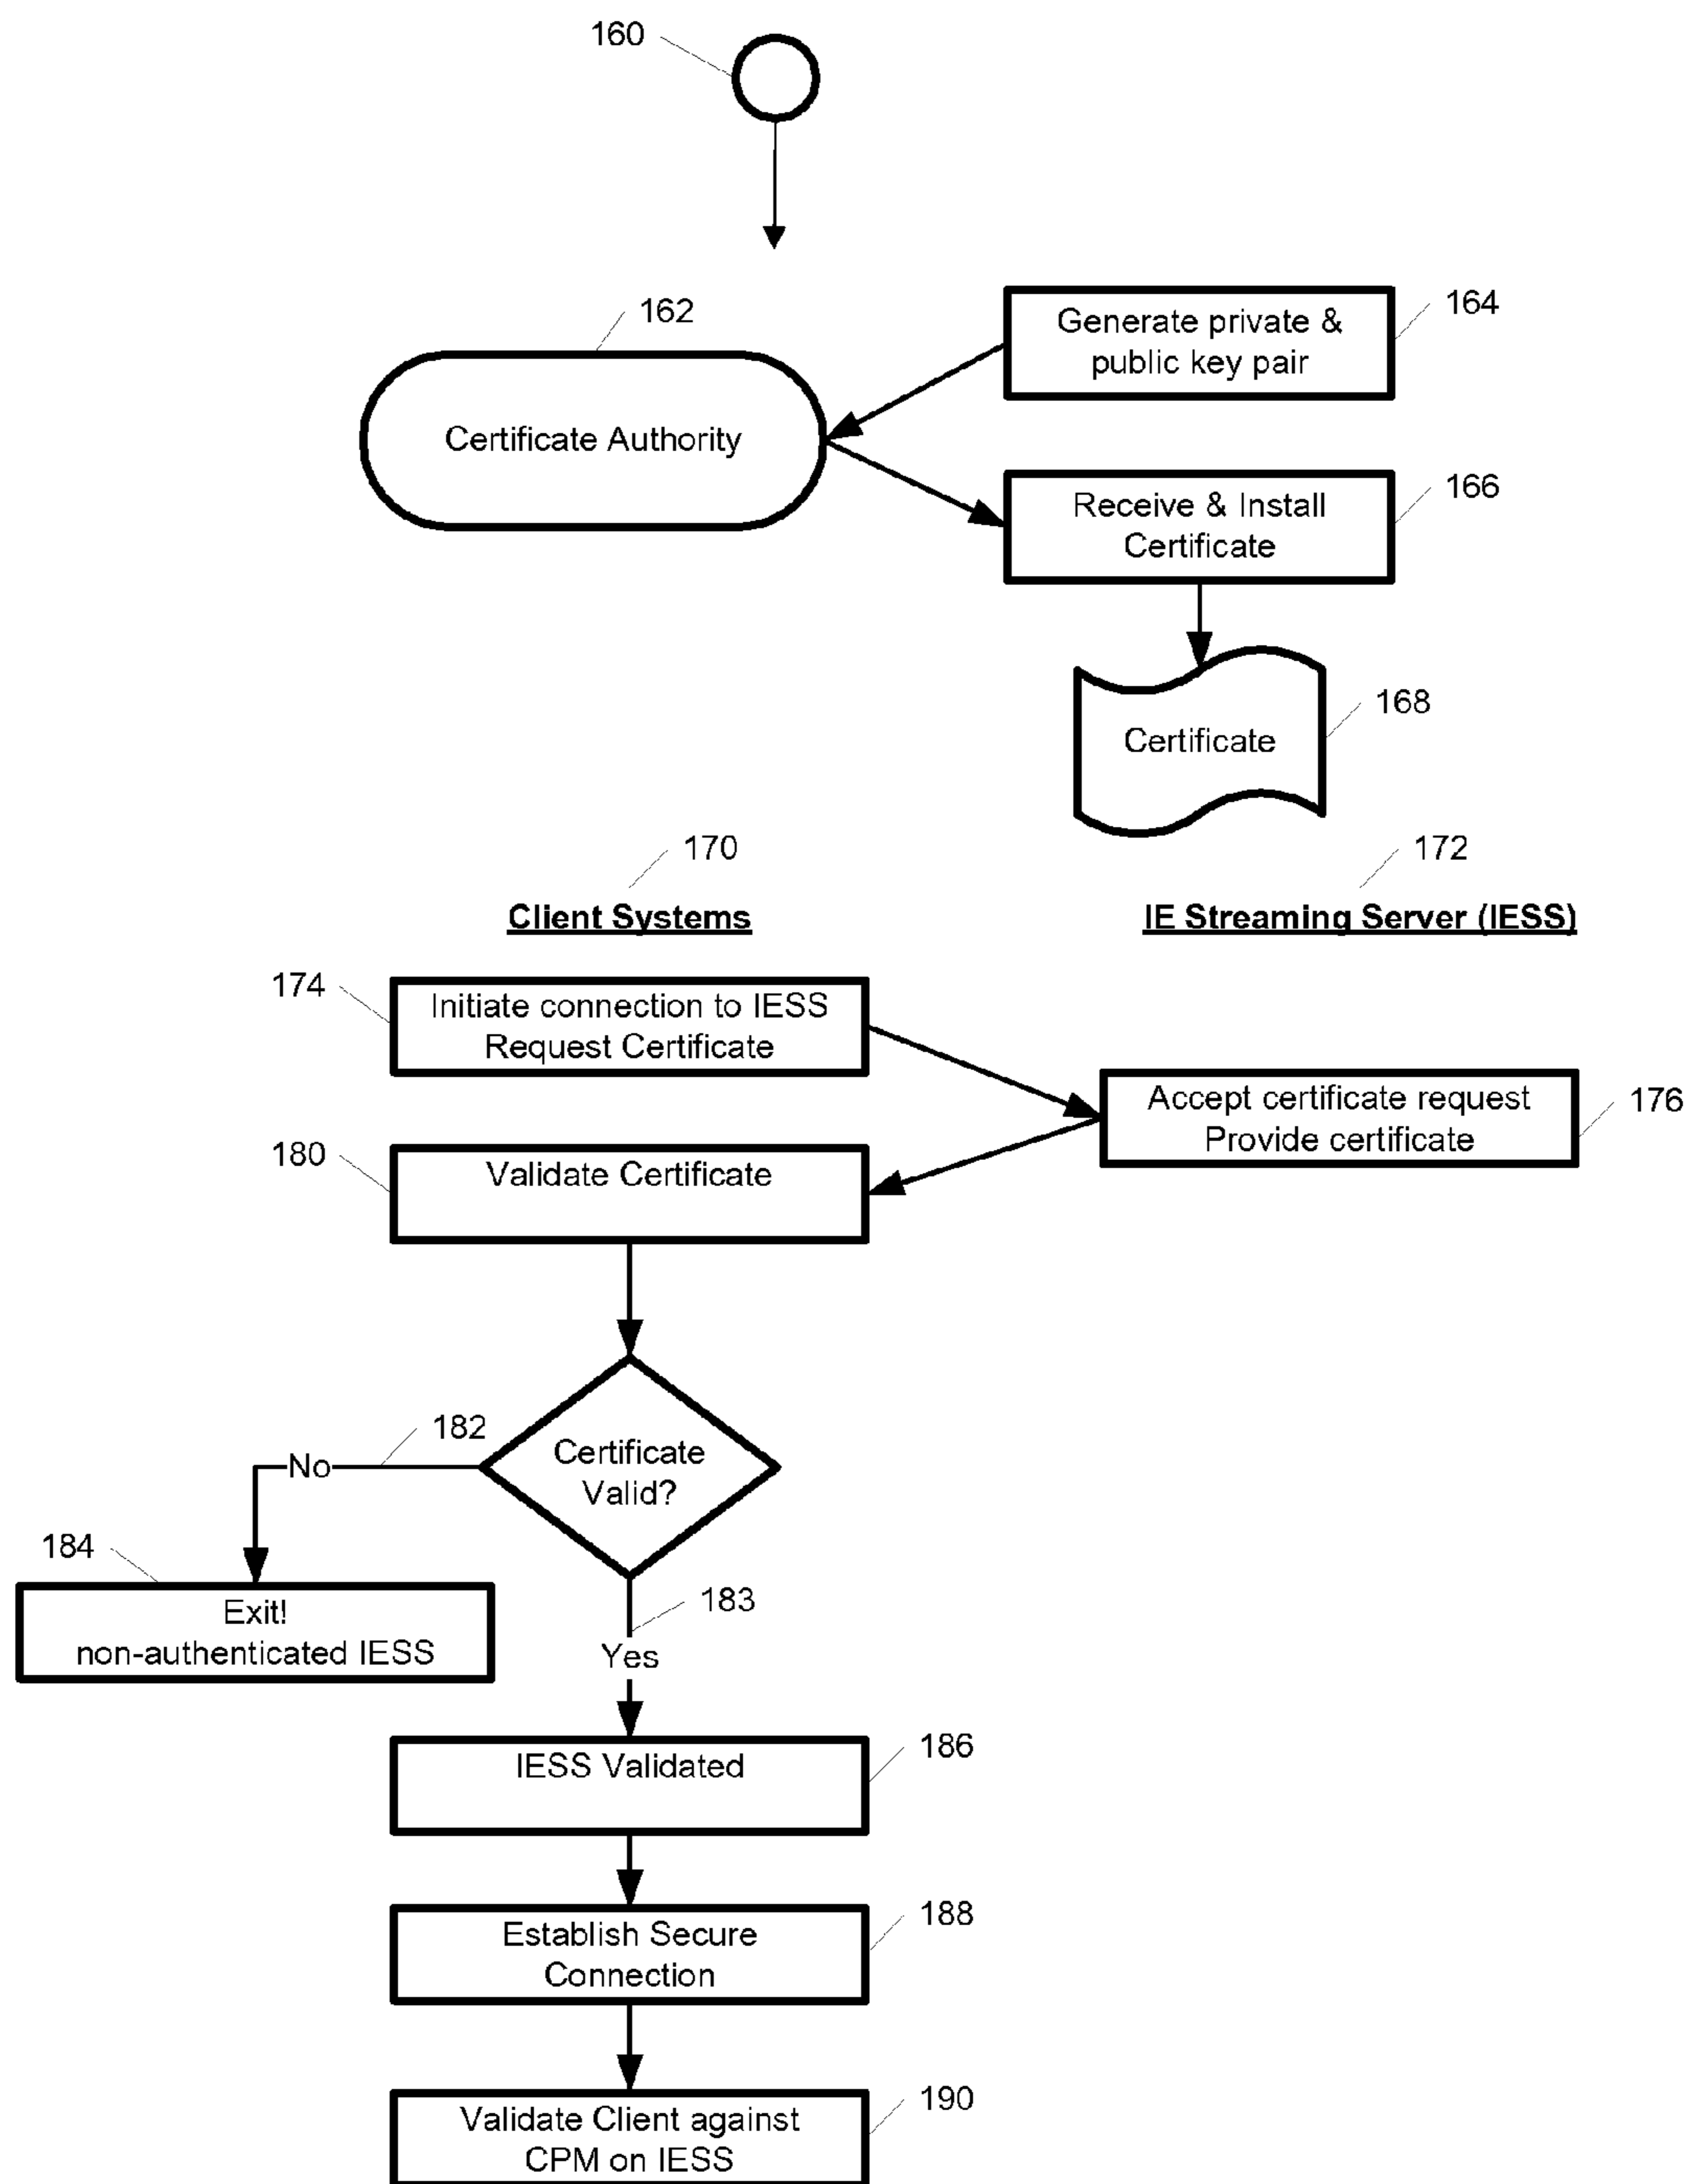 160
162
Generate private &
public key pair
164
Certificate Authority
Receive & Install
Certificate
166
Certificate
168
170
172
Client Systems
IE Streaming Server (IESS)
174
Initiate connection to IESS
Request Certificate
Accept certificate request
Provide certificate
176
180
Validate Certificate
182
No
Certificate
Valid?
184
Exit!
non-authenticated IESS
183
Yes
IESS Validated
186
Establish Secure
Connection
188
Validate Client against
CPM on IESS
190